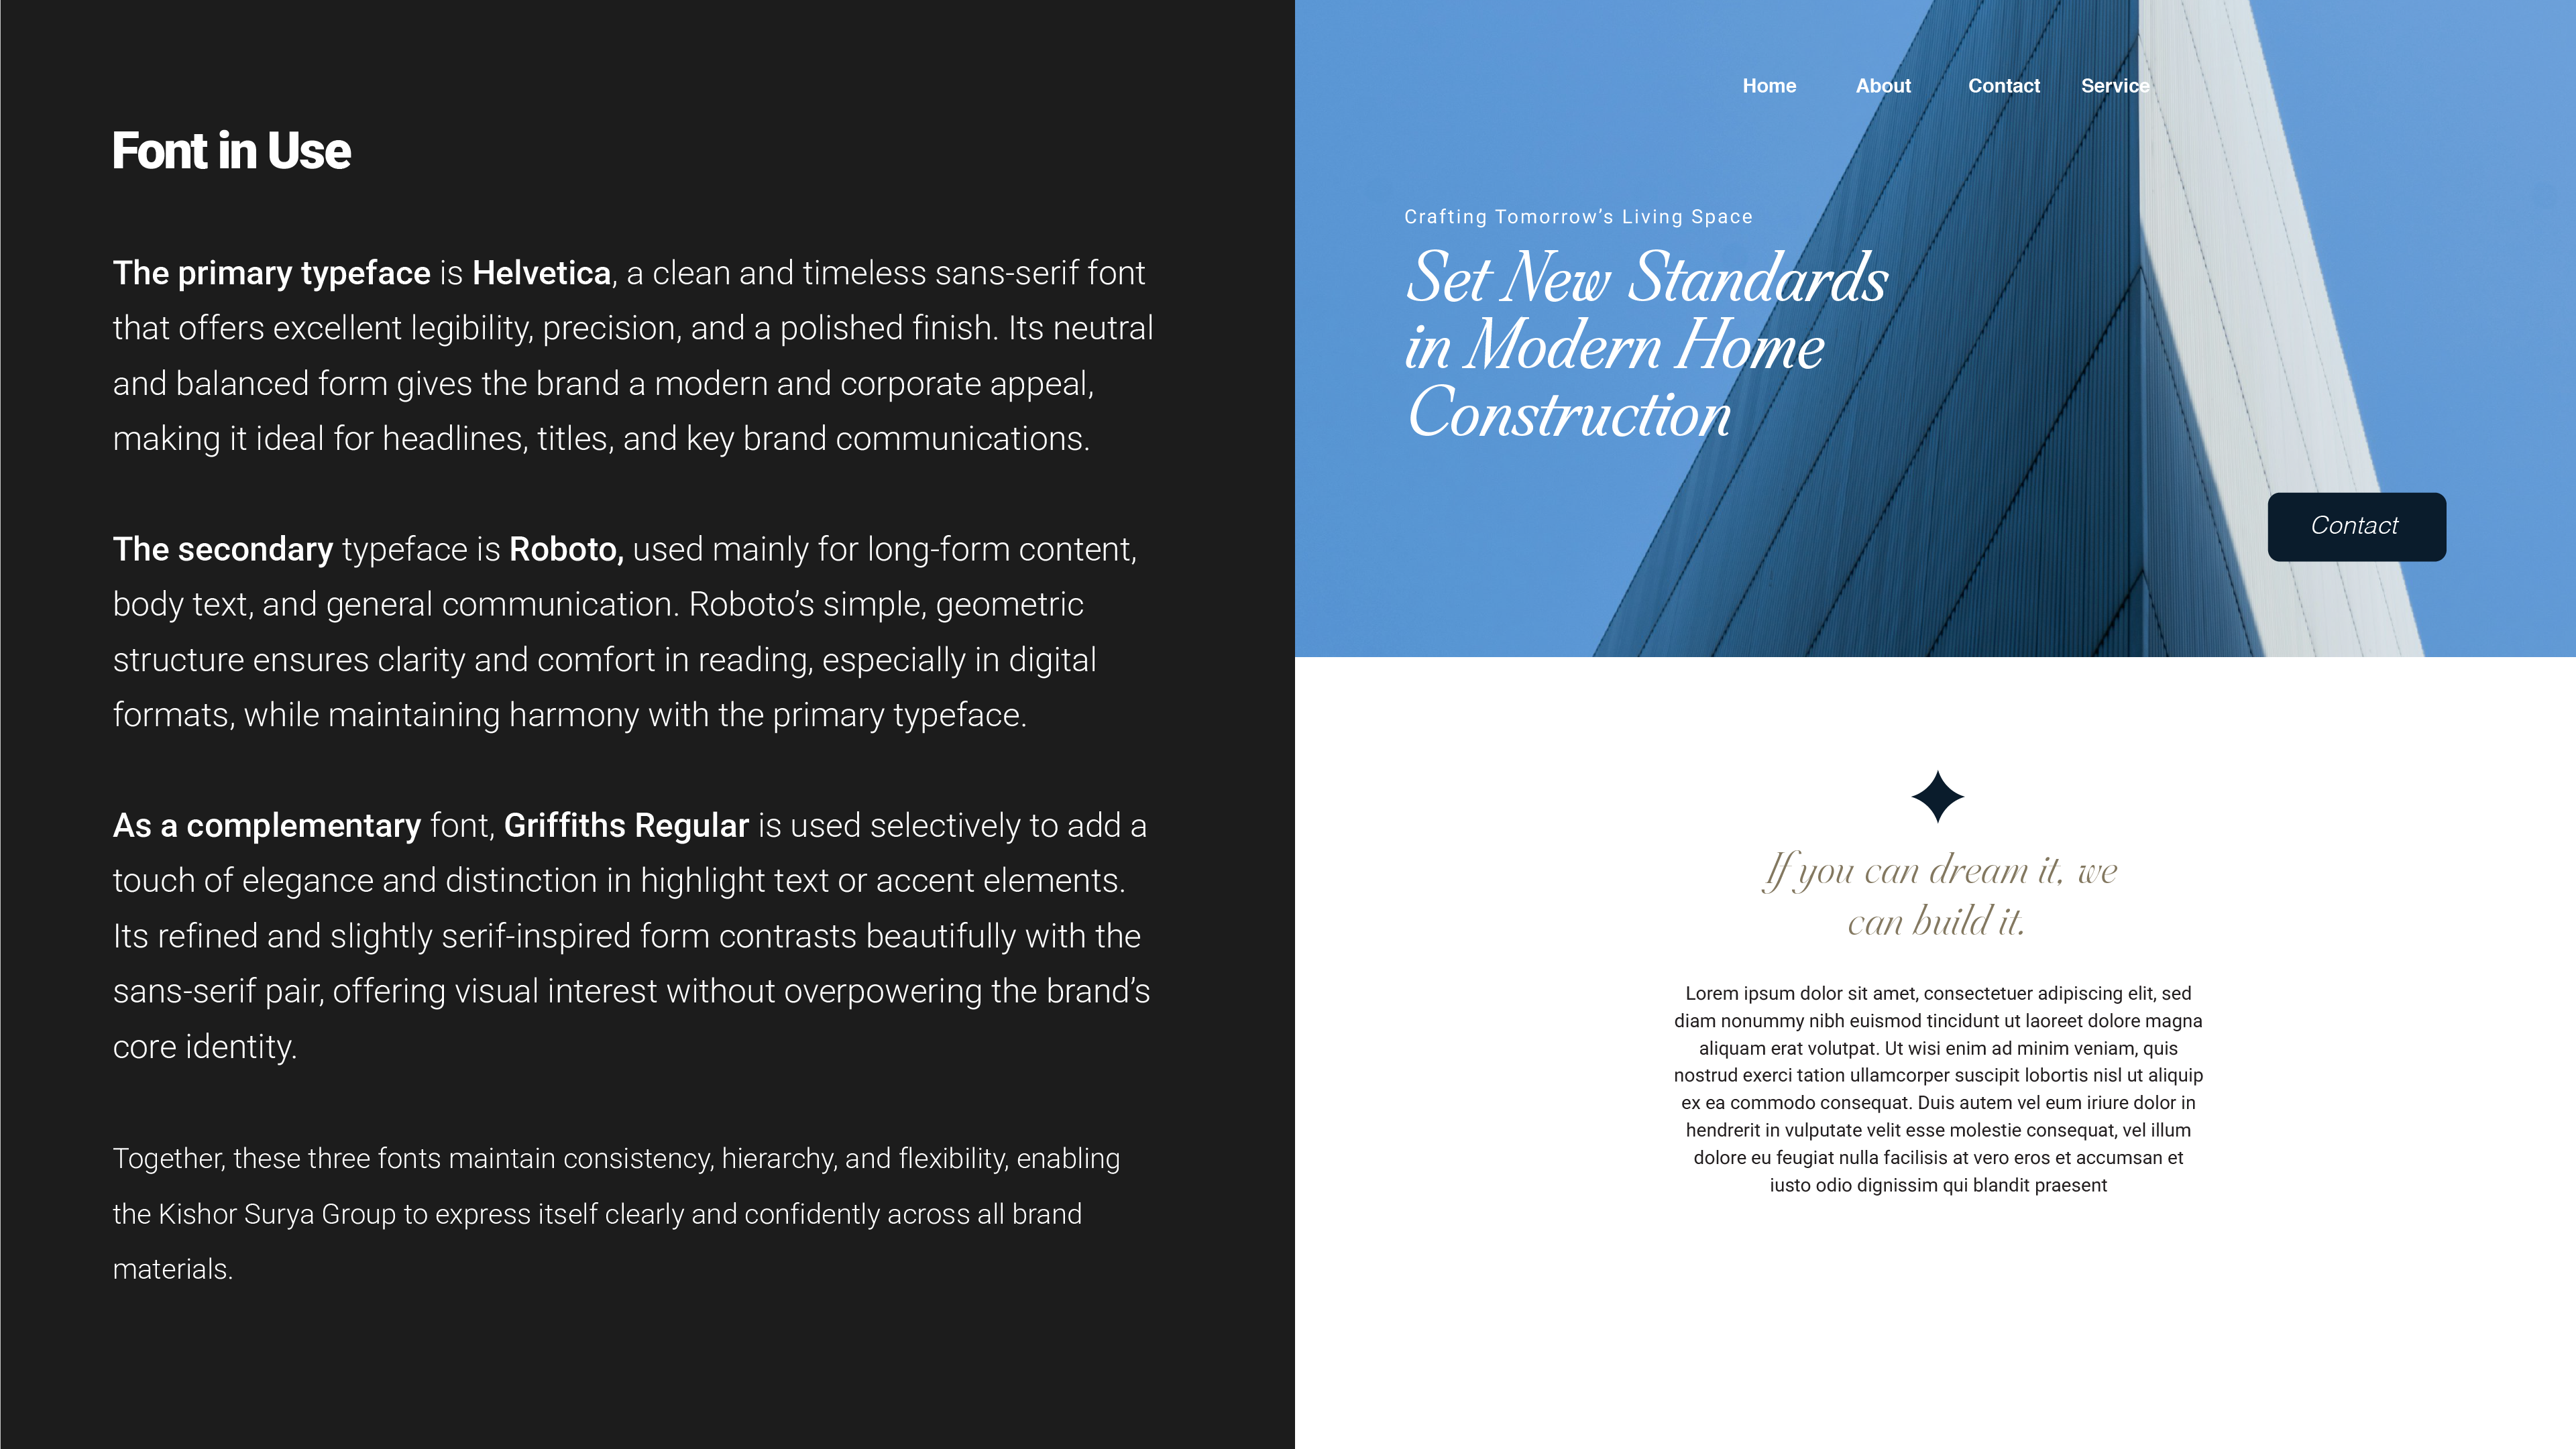 Font in Use
The primary typeface is Helvetica, a clean and timeless sans-serif font
that offers excellent legibility, precision, and a polished finish. Its neutral
and balanced form gives the brand a modern and corporate appeal,
making it ideal for headlines, titles, and key brand communications.
The secondary typeface is Roboto, used mainly for long-form content,
body text, and general communication. Roboto’s simple, geometric
structure ensures clarity and comfort in reading, especially in digital
formats, while maintaining harmony with the primary typeface.
As a complementary font, Griffiths Regular is used selectively to add a
touch of elegance and distinction in highlight text or accent elements.
Its refined and slightly serif-inspired form contrasts beautifully with the
sans-serif pair, offering visual interest without overpowering the brand’s
core identity.
Together, these three fonts maintain consistency, hierarchy, and flexibility, enabling
the Kishor Surya Group to express itself clearly and confidently across all brand
materials.
Home About Contact Service
Crafting Tomorrow’s Living Space
Set New Standards
in Modern Home
Construction
Contact
If you can dream it, we
can build it.
Lorem ipsum dolor sit amet, consectetuer adipiscing elit, sed
diam nonummy nibh euismod tincidunt ut laoreet dolore magna
aliquam erat volutpat. Ut wisi enim ad minim veniam, quis
nostrud exerci tation ullamcorper suscipit lobortis nisl ut aliquip
ex ea commodo consequat. Duis autem vel eum iriure dolor in
hendrerit in vulputate velit esse molestie consequat, vel illum
dolore eu feugiat nulla facilisis at vero eros et accumsan et
iusto odio dignissim qui blandit praesent